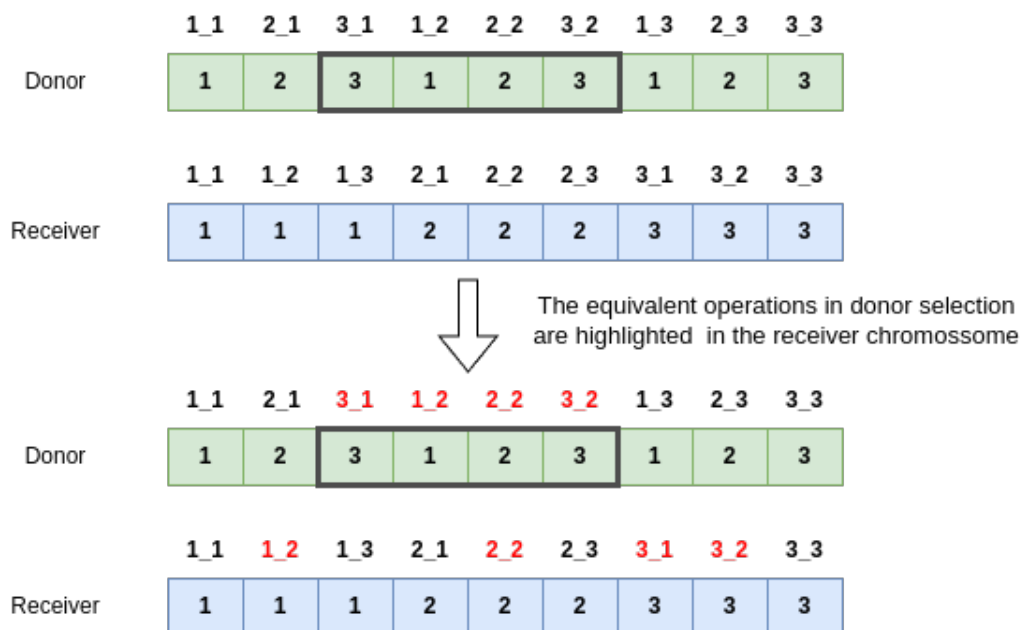 1_1 2_1 3_1 1_2 2_2 3_2 1_3 2_3 3_3
Donor 1 2 3 1 2 3 1 2 3
1_1 1_2 1_3 2_1 2_2 2_3 3_1 3_2 3_3
Receiver 1 1 1 2 2 2 3 3 3
The equivalent operations in donor selection
are highlighted in the receiver chromossome
1_1 2_1 3_1 1_2 2_2 3_2 1_3 2_3 3_3
Donor 1 2 3 1 2 3 1 2 3
1_1 1_2 1_3 2_1 2_2 2_3 3_1 3_2 3_3
Receiver 1 1 1 2 2 2 3 3 3